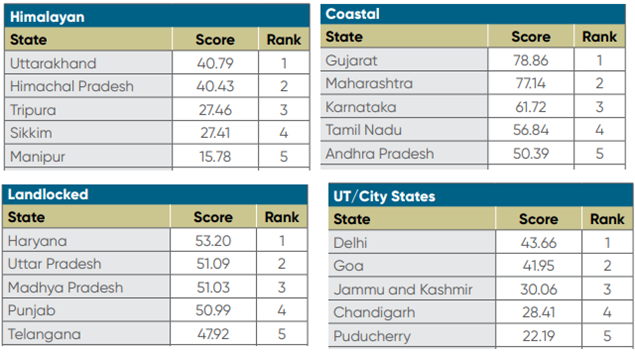 Himalayan
State Score Rank
Uttarakhand 40.79 1
Himachal Pradesh 40.43 2
Tripura 27.46 3
Sikkim 27.41 4
Manipur 15.78 5
Coastal
State Score Rank
Gujarat 78.86 1
Maharashtra 77.14 2
Karnataka 61.72 3
Tamil Nadu 56.84 4
Andhra Pradesh 50.39 5
Landlocked
State Score Rank
Haryana 53.20 1
Uttar Pradesh 51.09 2
Madhya Pradesh 51.03 3
Punjab 50.99 4
Telangana 47.92 5
UT/City States
State Score Rank
Delhi 43.66 1
Goa 41.95 2
Jammu and Kashmir 30.06 3
Chandigarh 28.41 4
Puducherry 22.19 5